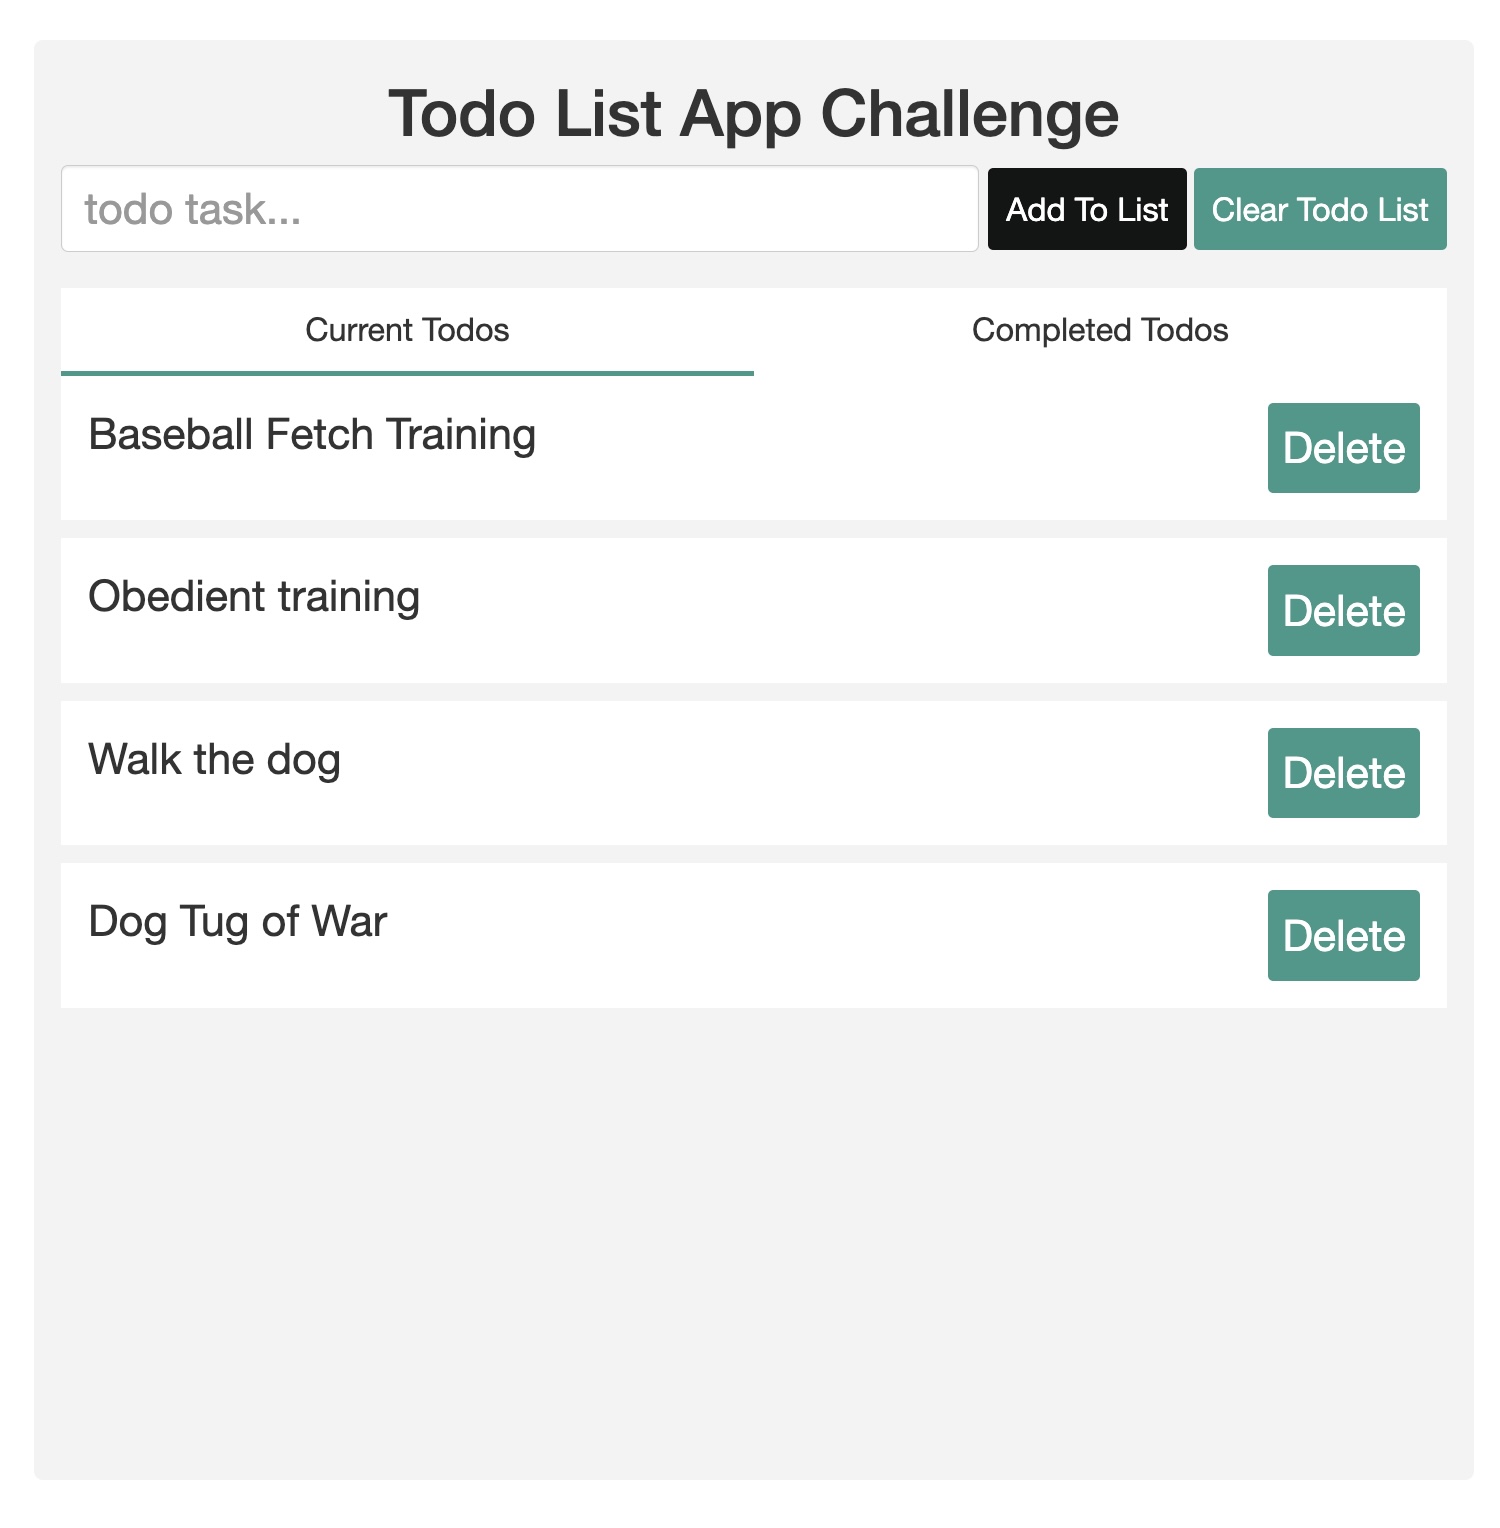 Todo List App Challenge
todo task...
Add To List
Clear Todo List
Current Todos
Completed Todos
Baseball Fetch Training
Delete
Obedient training
Delete
Walk the dog
Delete
Dog Tug of War
Delete